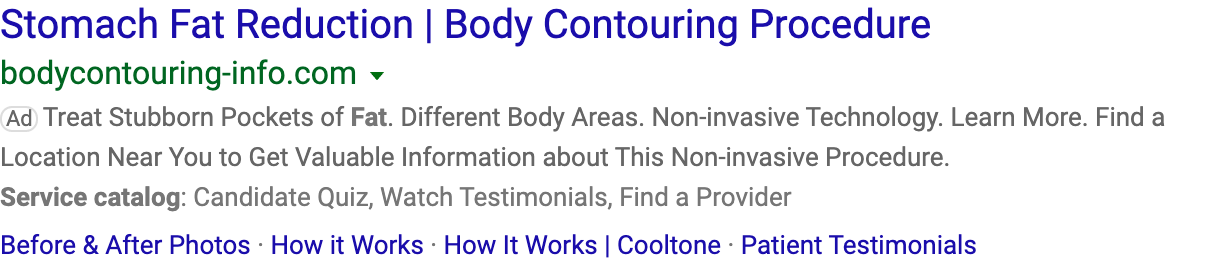 Stomach Fat Reduction | Body Contouring Procedure
bodycontouring-info.com
Ad Treat Stubborn Pockets of Fat. Different Body Areas. Non-invasive Technology. Learn More. Find a
Location Near You to Get Valuable Information about This Non-invasive Procedure.
Service catalog: Candidate Quiz, Watch Testimonials, Find a Provider
Before & After Photos · How it Works · How It Works | Cooltone · Patient Testimonials